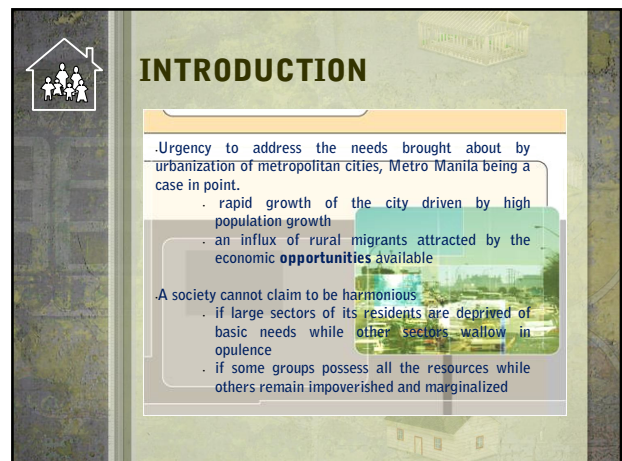 INTRODUCTION
·Urgency to address the needs brought about by
urbanization of metropolitan cities, Metro Manila being a
case in point.
· rapid growth of the city driven by high
population growth
· an influx of rural migrants attracted by the
economic opportunities available
·A society cannot claim to be harmonious
· if large sectors of its residents are deprived of
basic needs while other sectors wallow in
opulence
· if some groups possess all the resources while
others remain impoverished and marginalized